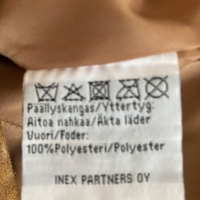 Päällyskangas/Yttertyg:
Aitoa nahkaa/Äkta läder
Vuori/Foder:
100%Polyesteri/Polyester
INEX PARTNERS OY